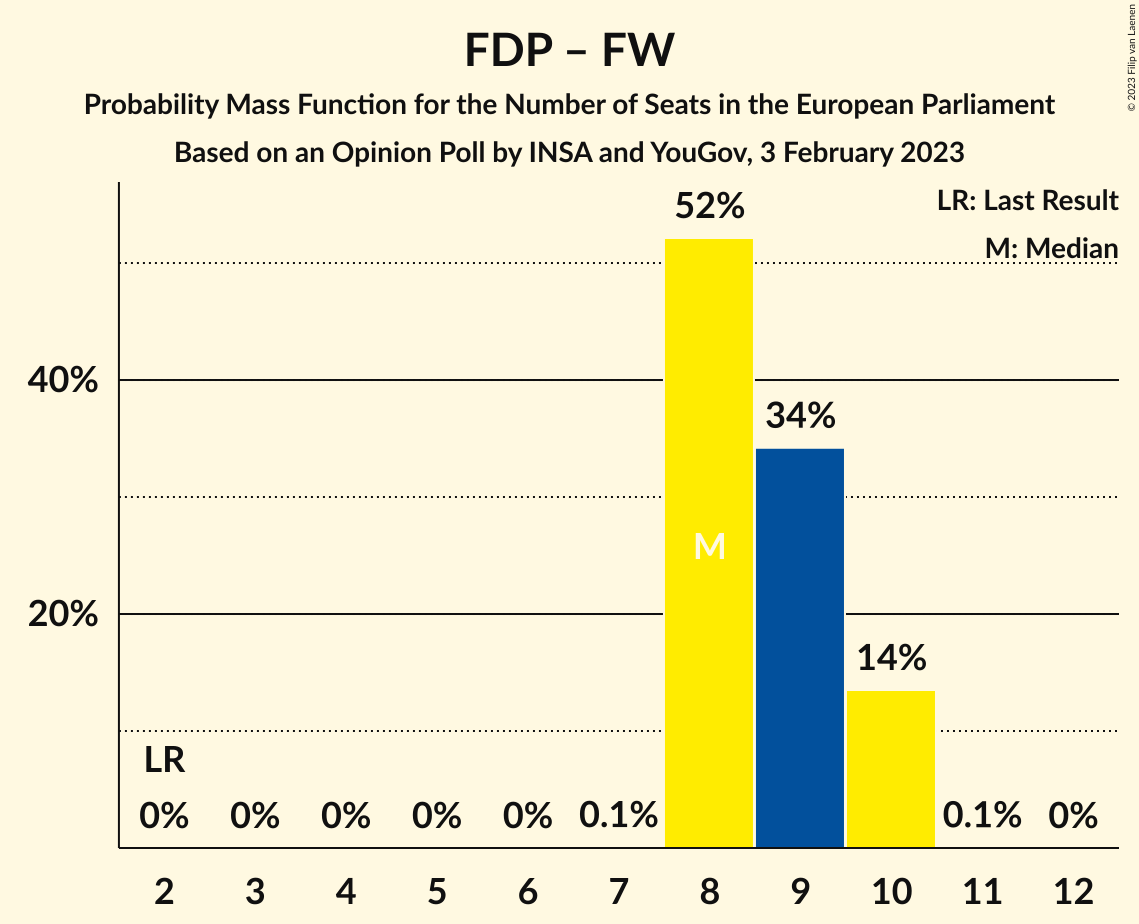 FDP – FW
Probability Mass Function for the Number of Seats in the European Parliament
Based on an Opinion Poll by INSA and YouGov, 3 February 2023
© 2023 Filip van Laenen
LR: Last Result
M: Median
52%
40%
34%
M
20%
14%
LR
0% 0% 0% 0% 0% 0.1% 0.1% 0%
2 3 4 5 6 7 8 9 10 11 12